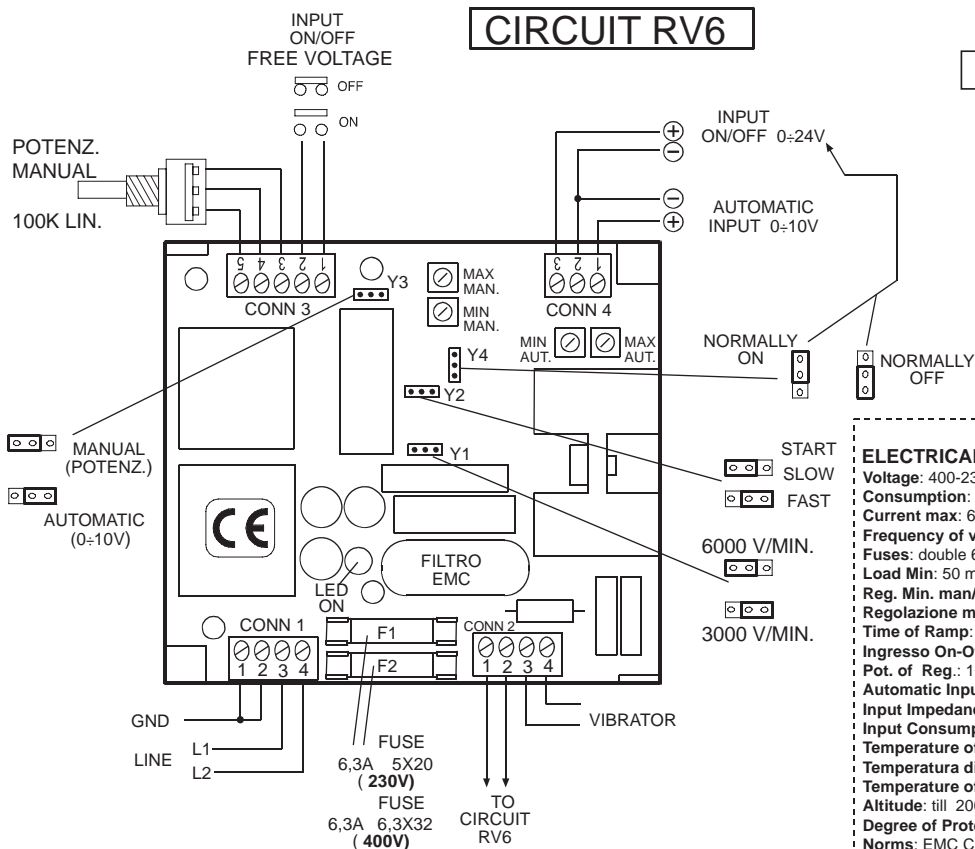 CIRCUIT RV6
INPUT
ON/OFF
FREE VOLTAGE
OFF
ON
POTENZ.
MANUAL
100K LIN.
INPUT
ON/OFF 0÷24V
AUTOMATIC
INPUT 0÷10V
5 4 3 2 1
CONN 3
Y3
MAX
MAN.
MIN
MAN.
3 2 1
CONN 4
MIN
AUT.
MAX
AUT.
Y4
Y2
Y1
NORMALLY
ON
NORMALLY
OFF
MANUAL
(POTENZ.)
AUTOMATIC
(0÷10V)
START
SLOW
FAST
6000 V/MIN.
3000 V/MIN.
CE
LED
ON
FILTRO
EMC
CONN 1
1 2 3 4
F1
F2
CONN 2
1 2 3 4
GND
LINE
L1
L2
FUSE
6,3A 5X20
( 230V)
FUSE
6,3A 6,3X32
( 400V)
TO
CIRCUIT
RV6
VIBRATOR
ELECTRICAL
Voltage: 400-23
Consumption:
Current max: 6
Frequency of v
Fuses: double 6
Load Min: 50 m
Reg. Min. man/
Regolazione m
Time of Ramp:
Ingresso On-O
Pot. of Reg.: 1
Automatic Inpu
Input Impedanc
Input Consump
Temperature of
Temperatura di
Temperature of
Altitude: till 200
Degree of Prote
Norms: EMC C